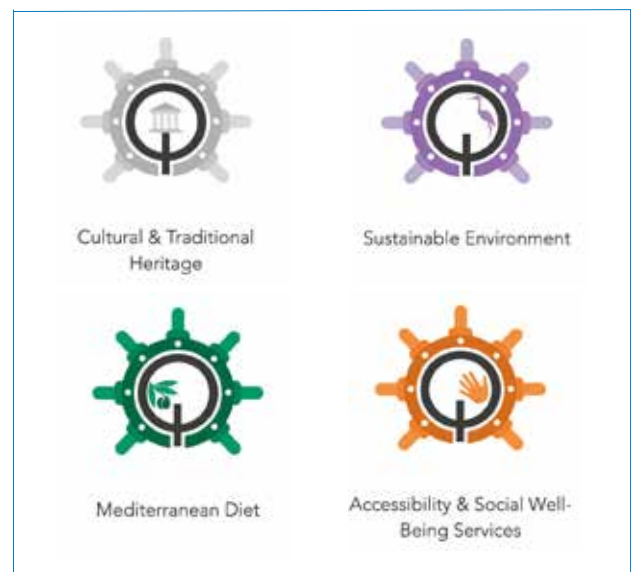 Cultural & Traditional
Heritage
Sustainable Environment
Mediterranean Diet
Accessibility & Social Well-
Being Services